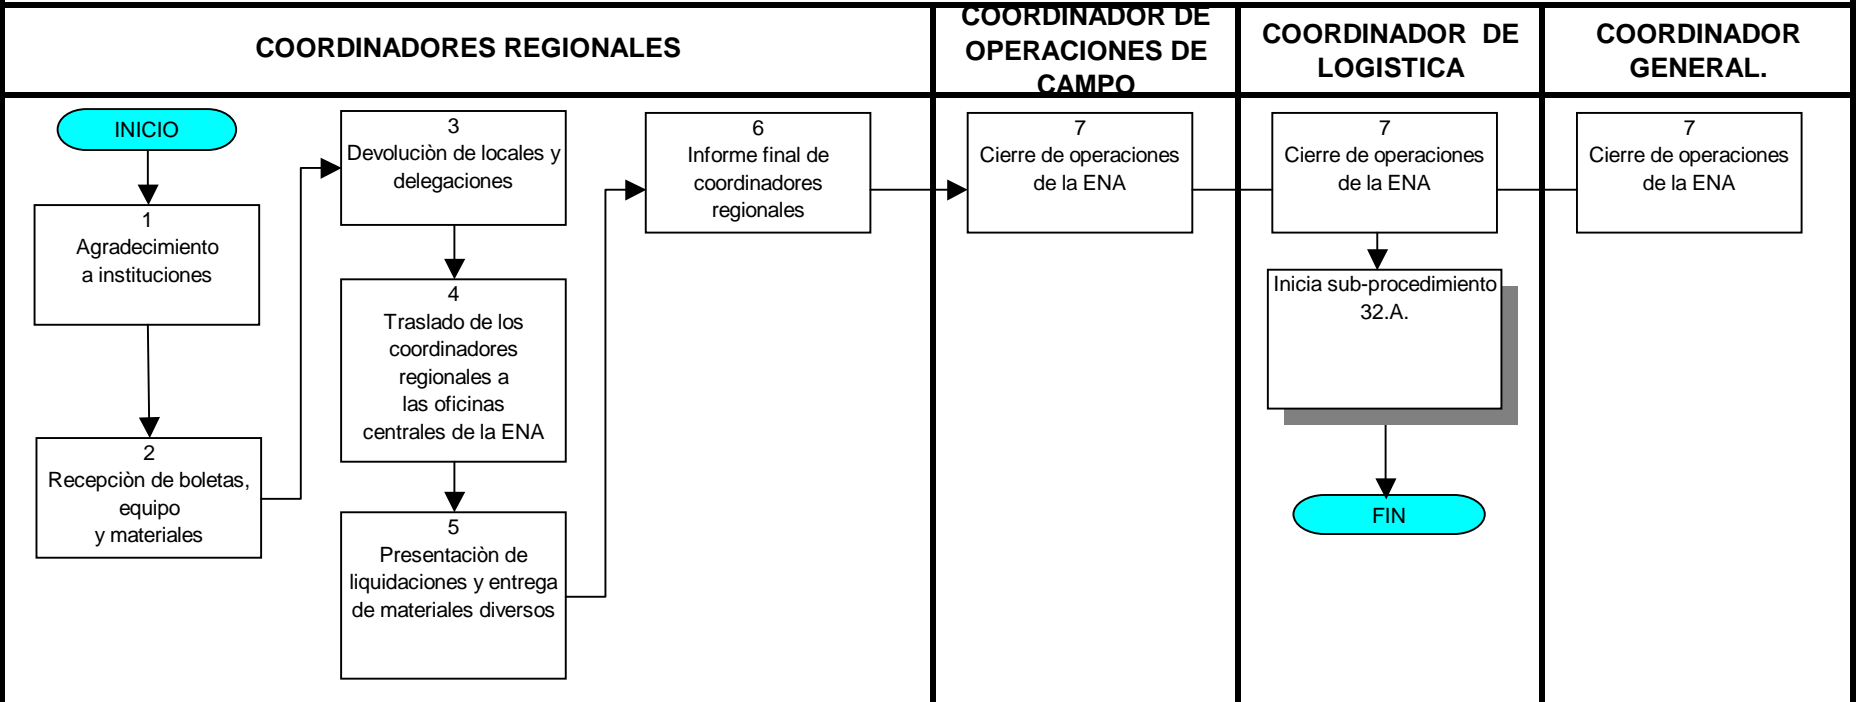 COORDINADORES REGIONALES
COORDINADOR DE
OPERACIONES DE
CAMPO
COORDINADOR DE
LOGISTICA
COORDINADOR
GENERAL.
INICIO
1
Agradecimiento
a instituciones
2
Recepciòn de boletas,
equipo
y materiales
3
Devoluciòn de locales y
delegaciones
4
Traslado de los
coordinadores
regionales a
las oficinas
centrales de la ENA
5
Presentaciòn de
liquidaciones y entrega
de materiales diversos
6
Informe final de
coordinadores
regionales
7
Cierre de operaciones
de la ENA
7
Cierre de operaciones
de la ENA
Inicia sub-procedimiento
32.A.
FIN
7
Cierre de operaciones
de la ENA